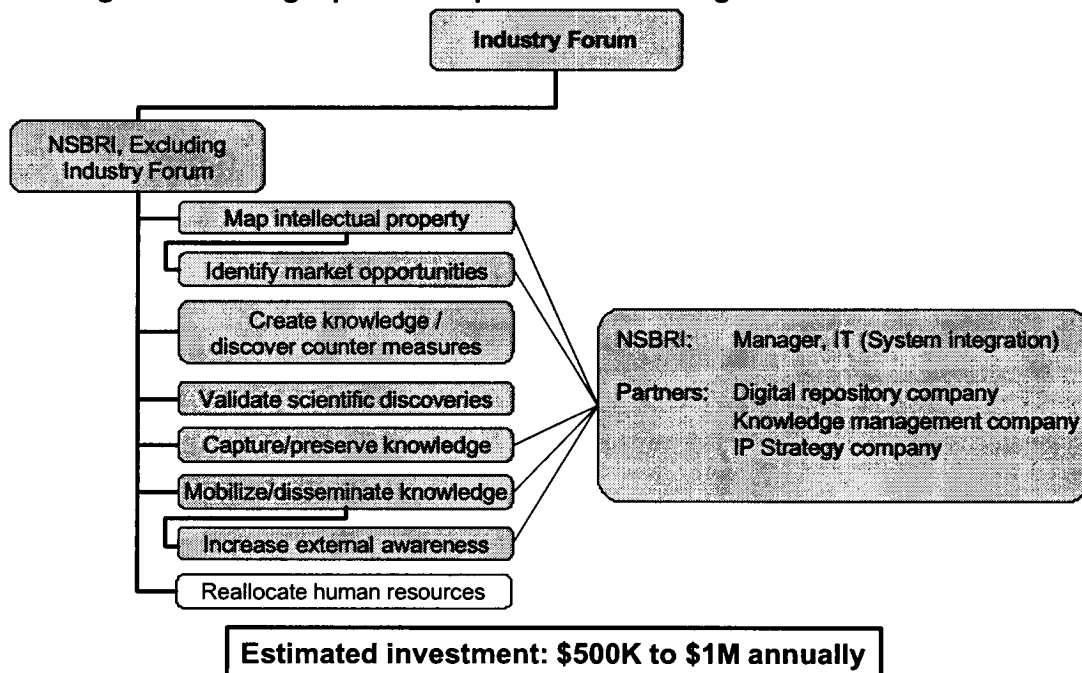 Industry Forum
NSBRI, Excluding
Industry Forum
Map intellectual property
Identify market opportunities
Create knowledge /
discover counter measures
Validate scientific discoveries
Capture/preserve knowledge
Mobilize/disseminate knowledge
Increase external awareness
Reallocate human resources
NSBRI: Manager, IT (System integration)
Partners: Digital repository company
Knowledge management company
IP Strategy company
Estimated investment: $500K to $1M annually